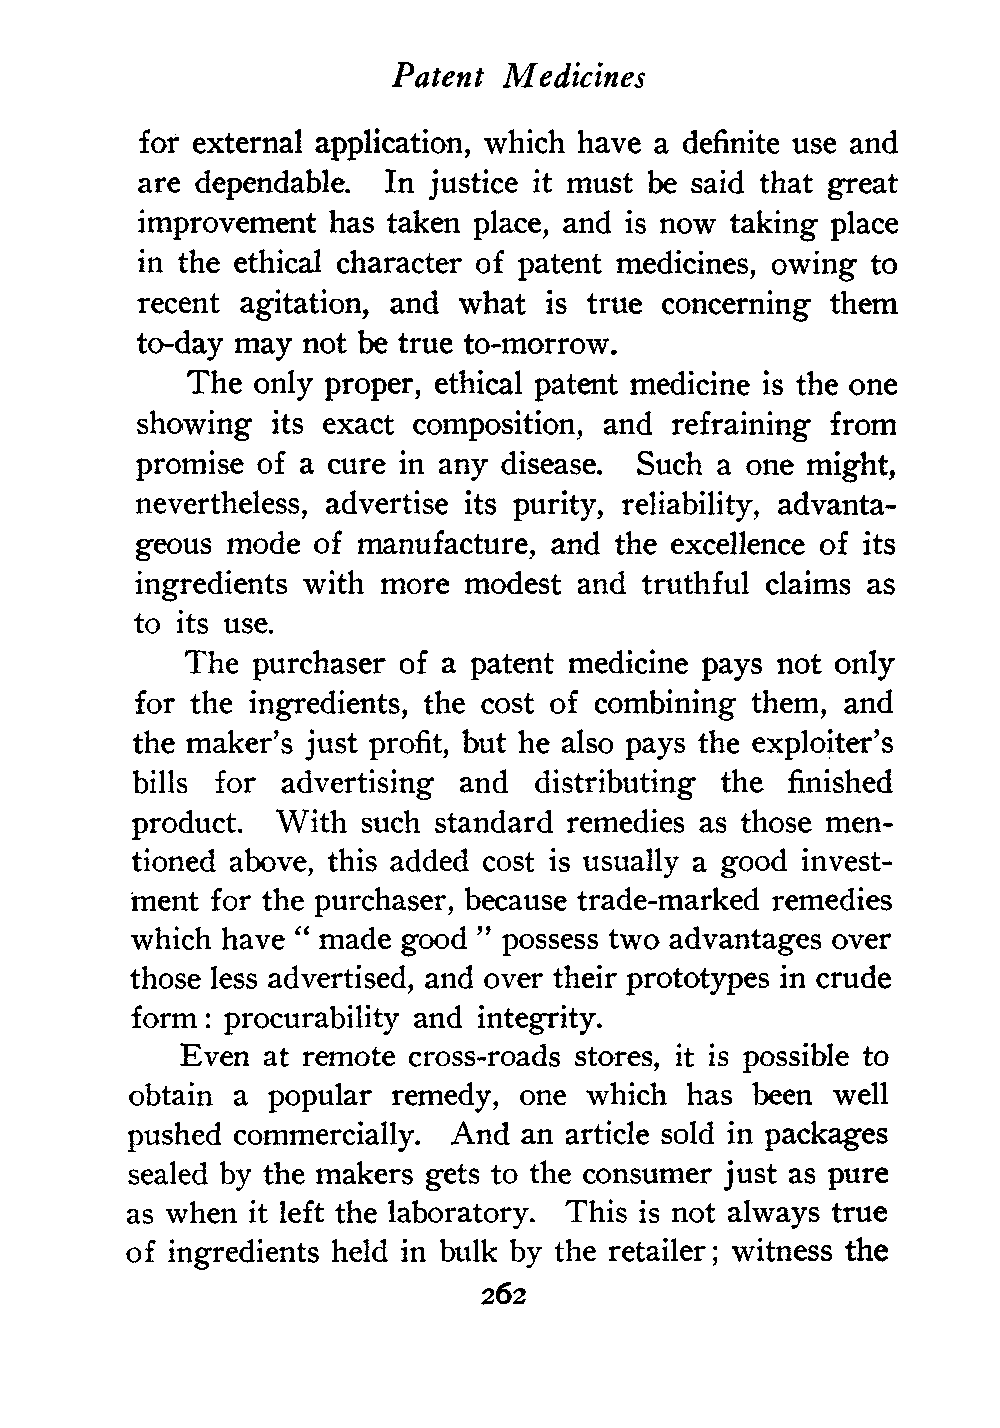 Patent Medicines
for external application, which have a definite use and
are dependable. In justice it must be said that great
improvement has taken place, and is now taking place
in the ethical character of patent medicines, owing to
recent agitation, and what is true concerning them
to-day may not be true to-morrow.
The only proper, ethical patent medicine is the one
showing its exact composition, and refraining from
promise of a cure in any disease. Such a one might,
nevertheless, advertise its purity, reliability, advanta-
geous mode of manufacture, and the excellence of its
ingredients with more modest and truthful claims as
to its use.
The purchaser of a patent medicine pays not only
for the ingredients, the cost of combining them, and
the maker's just profit, but he also pays the exploiter's
bills for advertising and distributing the finished
product. With such standard remedies as those men-
tioned above, this added cost is usually a good invest-
ment for the purchaser, because trade-marked remedies
which have “ made good ” possess two advantages over
those less advertised, and over their prototypes in crude
form : procurability and integrity.
Even at remote cross-roads stores, it is possible to
obtain a popular remedy, one which has been well
pushed commercially. And an article sold in packages
sealed by the makers gets to the consumer just as pure
as when it left the laboratory. This is not always true
of ingredients held in bulk by the retailer ; witness the
262